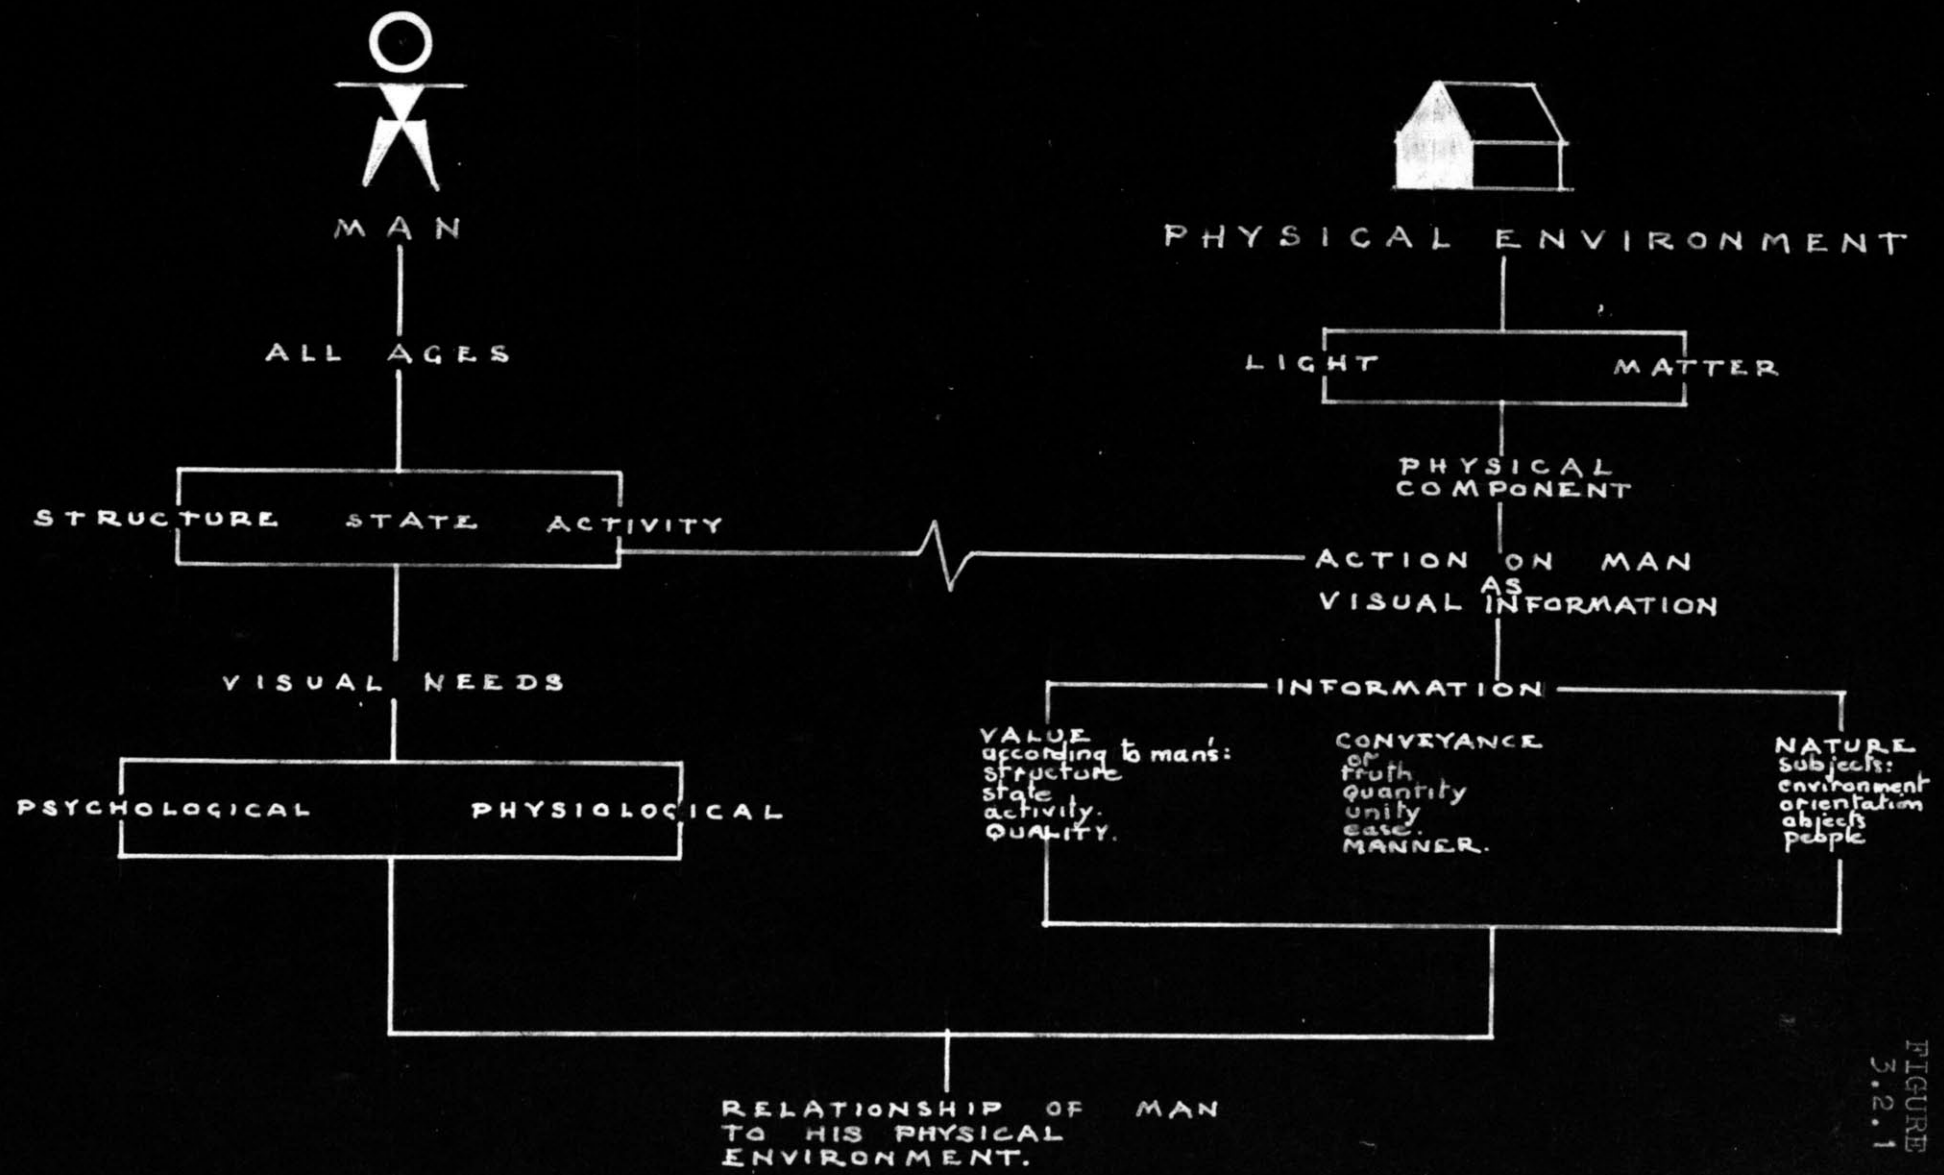 MAN
ALL AGES
STRUCTURE STATE ACTIVITY
VISUAL NEEDS
PSYCHOLOGICAL PHYSIOLOGICAL
PHYSICAL ENVIRONMENT
LIGHT MATTER
PHYSICAL
COMPONENT
ACTION ON MAN
AS
VISUAL INFORMATION
INFORMATION
VALUE
according to man's:
structure
state
activity.
QUALITY.
CONVEYANCE
of
truth
quantity
unity
ease.
MANNER.
NATURE
subjects:
environment
orientation
objects
people
RELATIONSHIP OF MAN
TO HIS PHYSICAL
ENVIRONMENT.
FIGURE
3.2.1